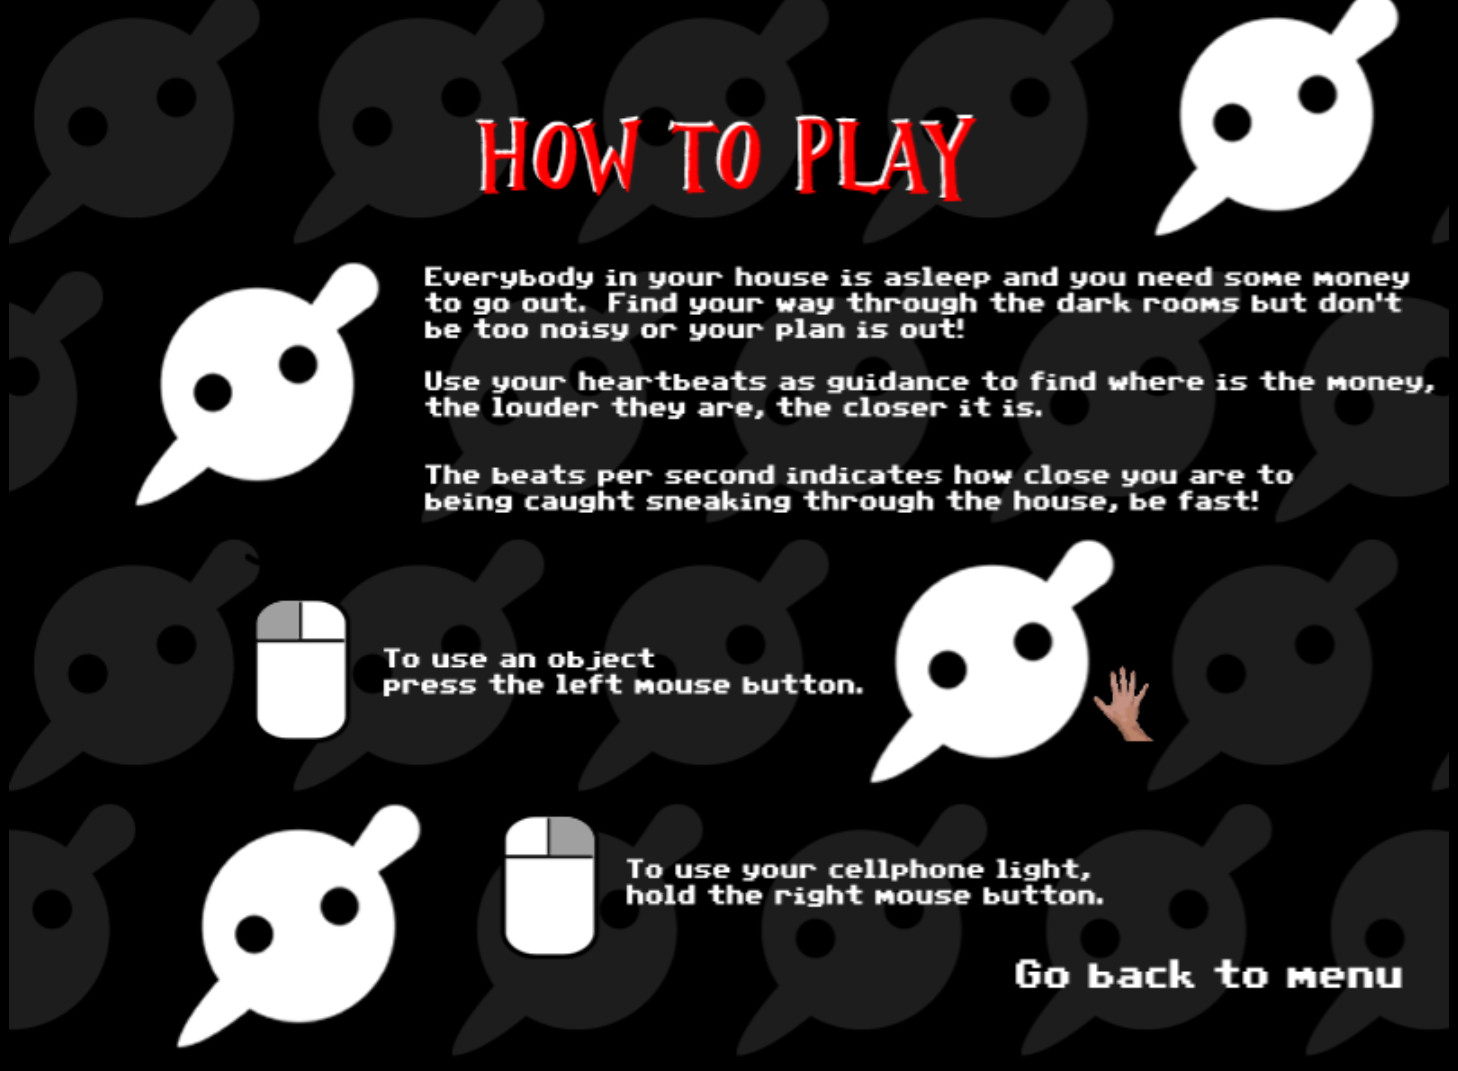 HOW TO PLAY
Everybody in your house is asleep and you need some money
to go out. Find your way through the dark rooms but don't
be too noisy or your plan is out!
Use your heartbeats as guidance to find where is the money,
the louder they are, the closer it is.
The beats per second indicates how close you are to
being caught sneaking through the house, be fast!
To use an object
press the left mouse button.
To use your cellphone light,
hold the right mouse button.
Go back to menu